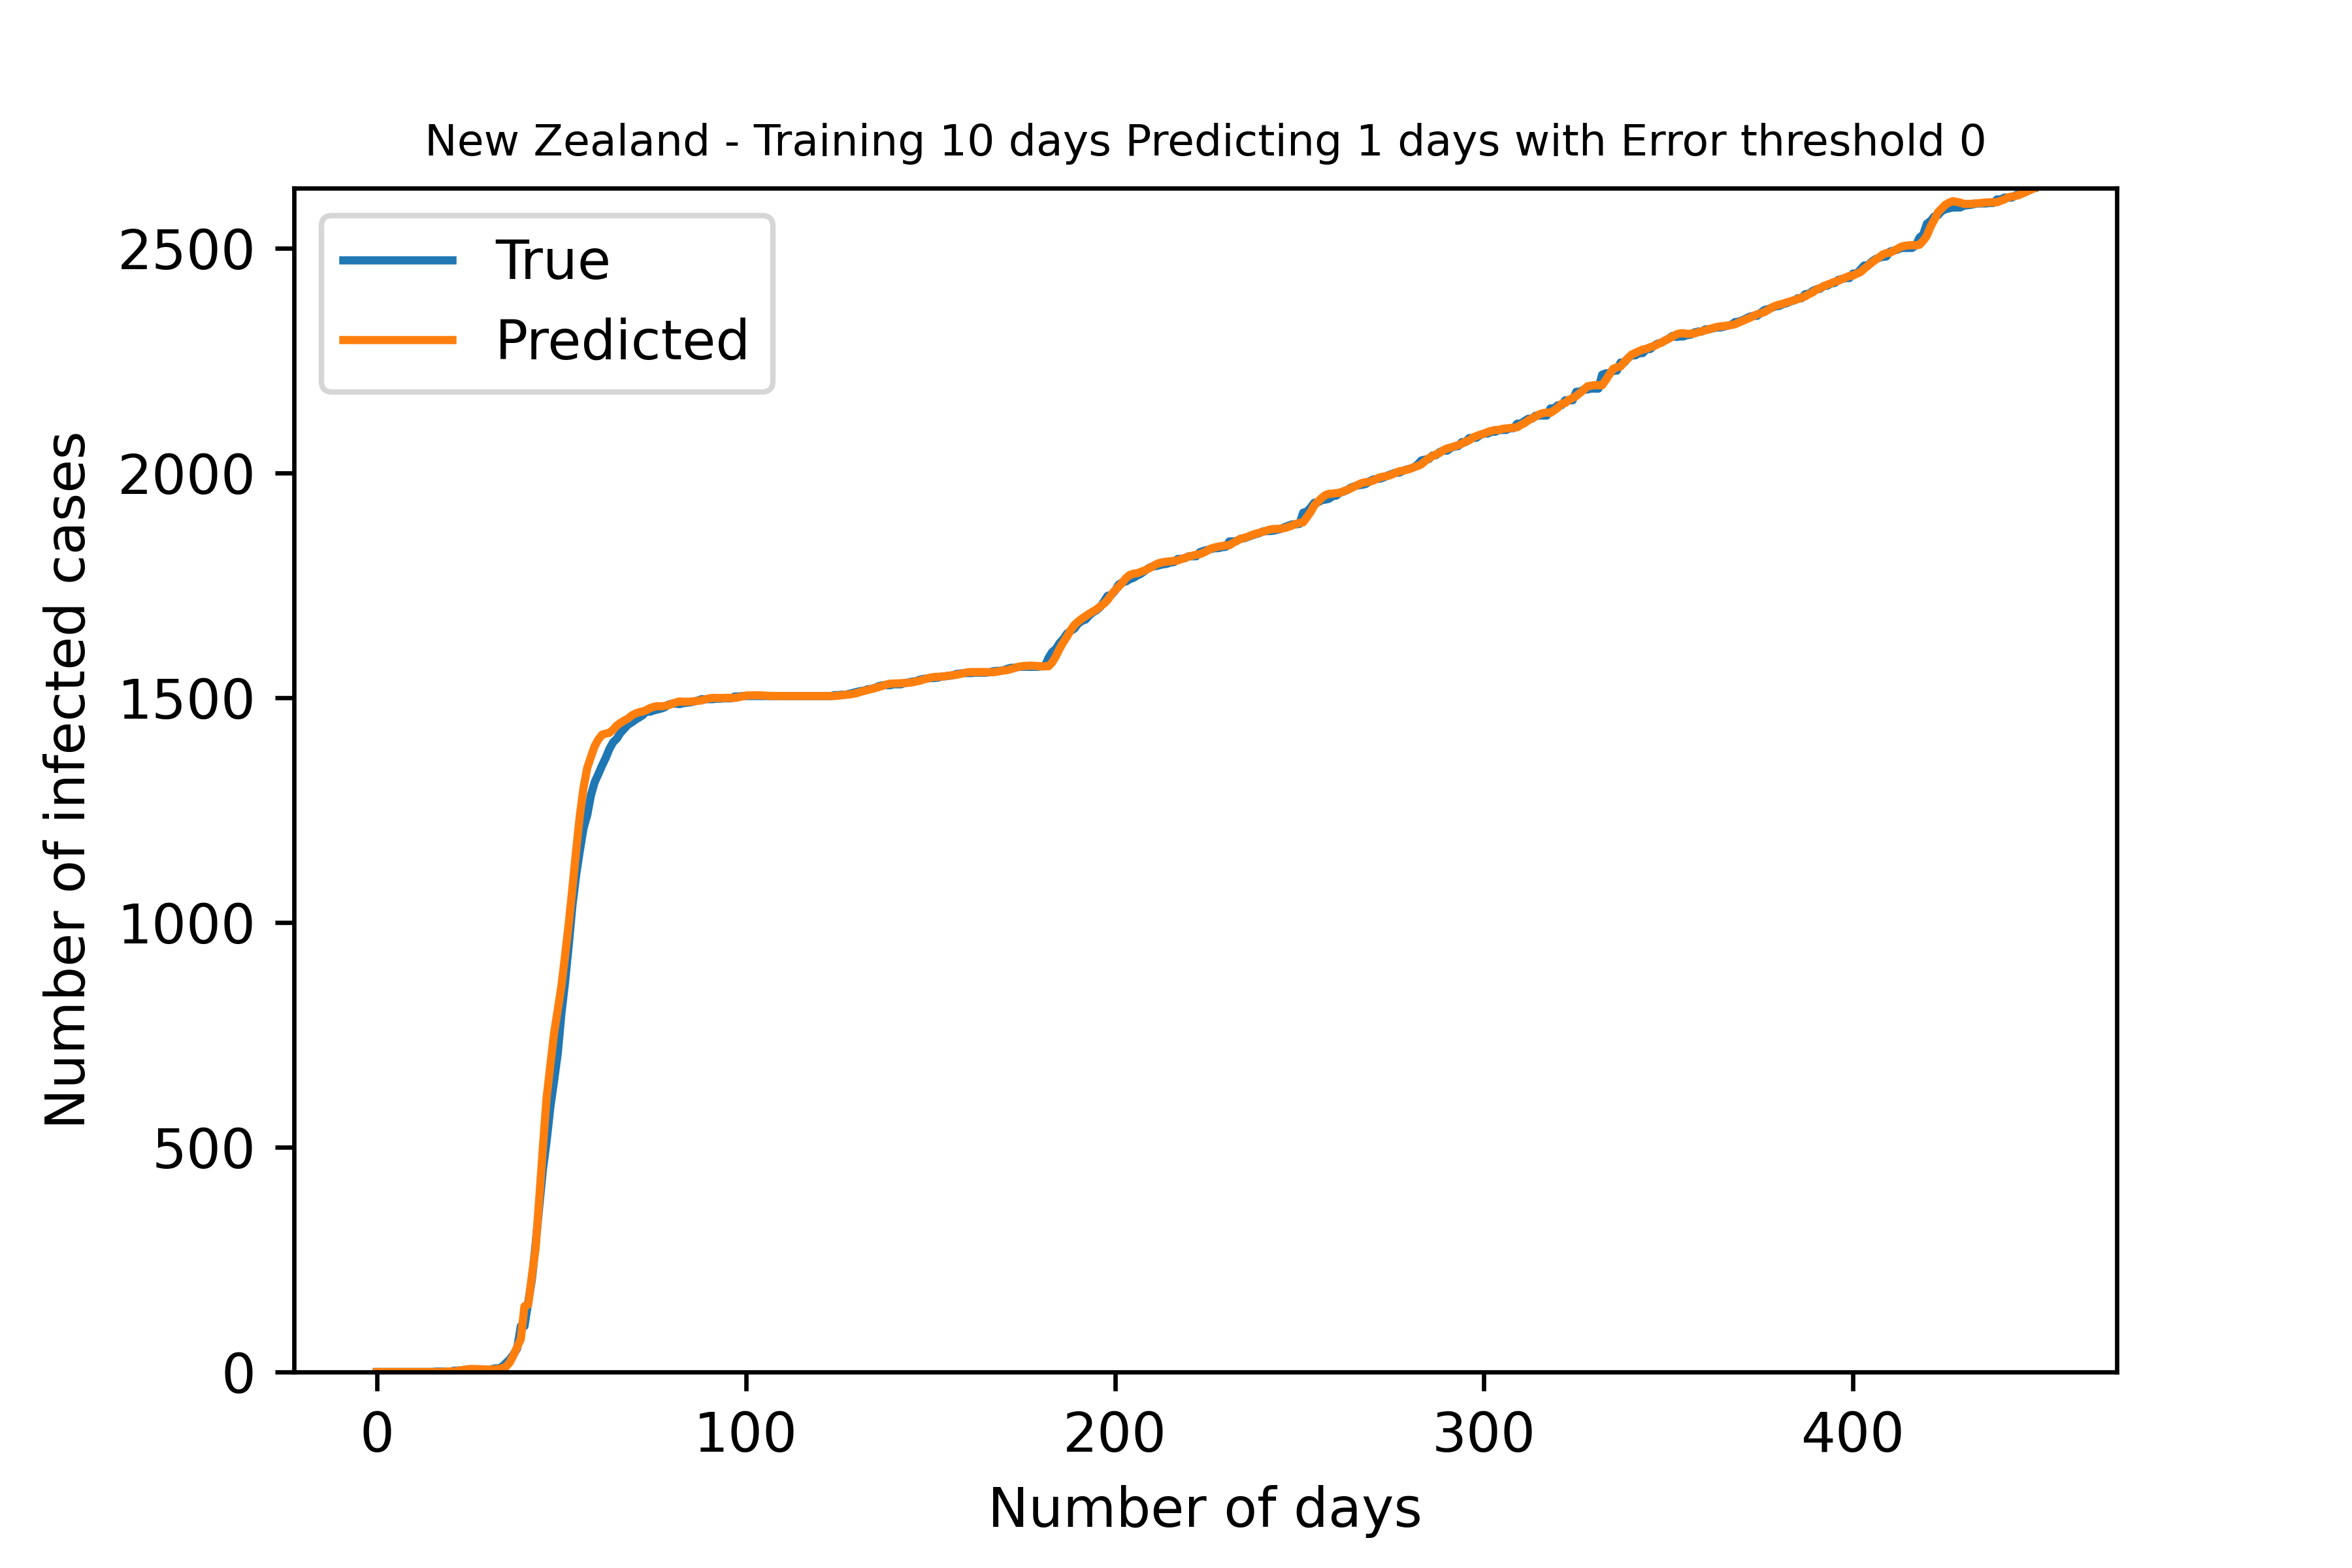 New Zealand - Training 10 days Predicting 1 days with Error threshold 0
True
Predicted
Number of infected cases
2500
2000
1500
1000
500
0
0 100 200 300 400
Number of days